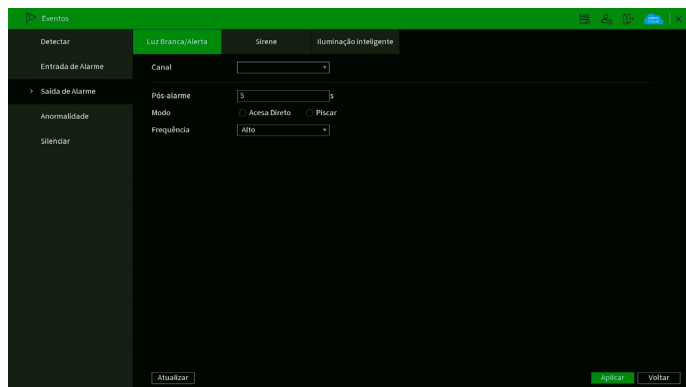 Eventos
Detectar
Entrada de Alarme
Saída de Alarme
Anormalidade
Silenciar
Luz Branca/Alerta Sirene Iluminação inteligente
Canal
Pós-alarme 5 s
Modo Acesa Direto Piscar
Frequência Alto
Atualizar Aplicar Voltar